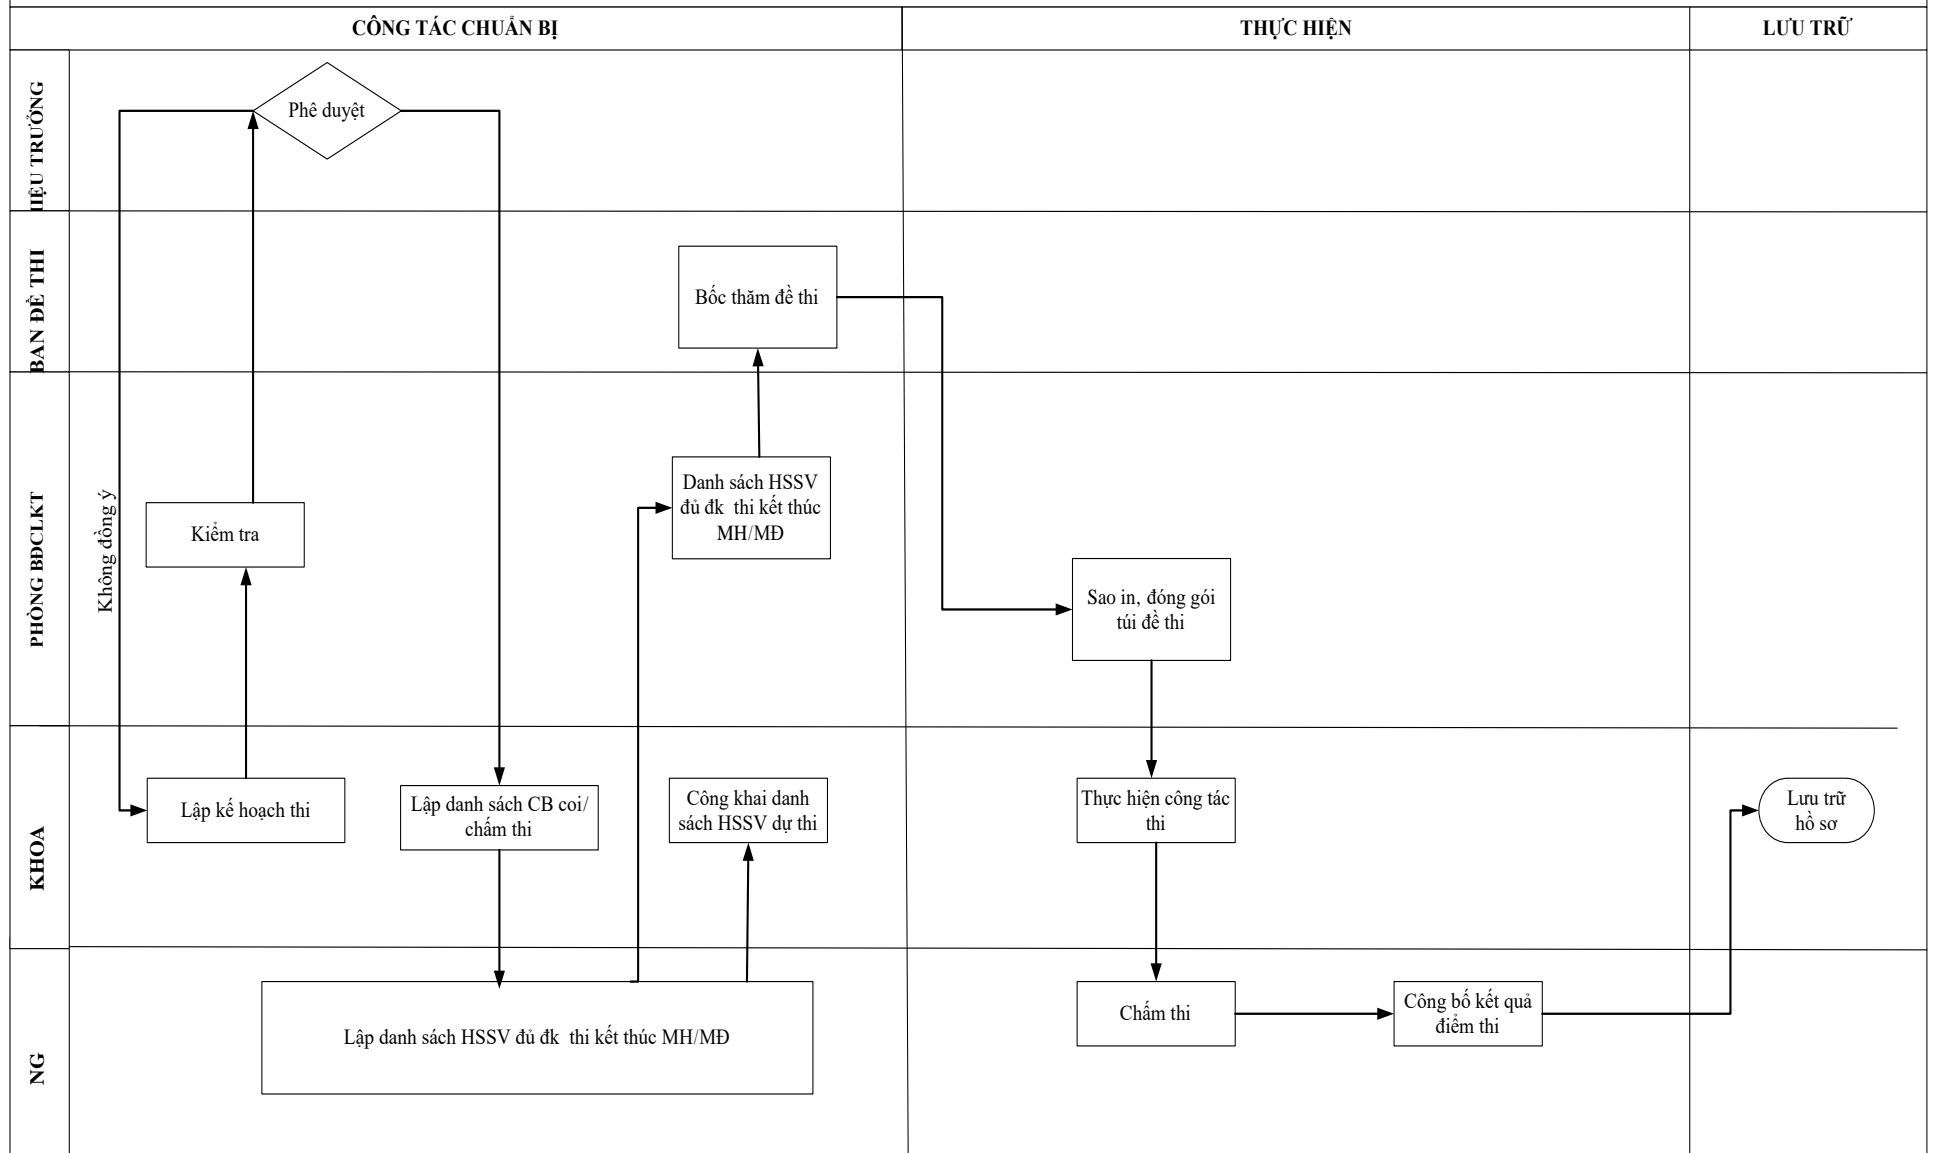 CÔNG TÁC CHUẨN BỊ
THỰC HIỆN
LƯU TRỮ
IIỆU TRƯỞNG
Phê duyệt
BAN ĐỀ THI
Bốc thăm đề thi
PHÒNG BĐCLKT
Không đồng ý
Kiểm tra
Danh sách HSSV
đủ đk thi kết thúc
MH/MĐ
Sao in, đóng gói
túi đề thi
KHOA
Lập kế hoạch thi
Lập danh sách CB coi/
chấm thi
Công khai danh
sách HSSV dự thi
Thực hiện công tác
thi
Lưu trữ
hồ sơ
NG
Lập danh sách HSSV đủ đk thi kết thúc MH/MĐ
Chấm thi
Công bố kết quả
điểm thi